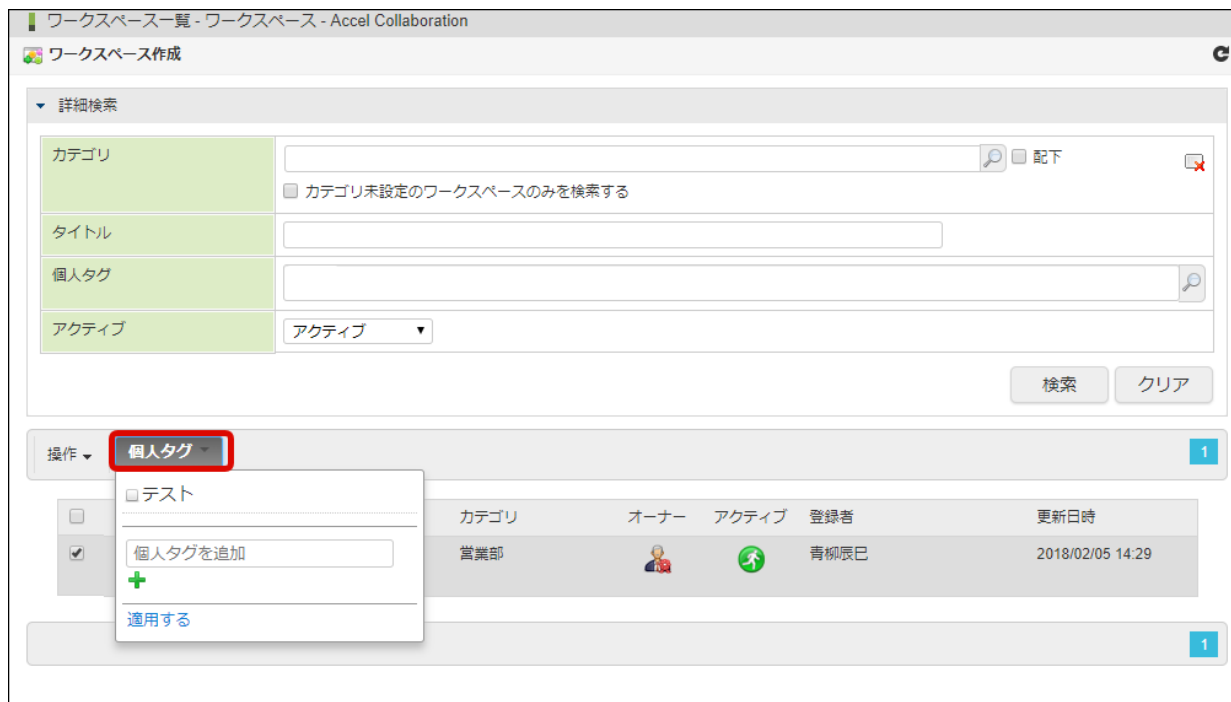 ワークスペース一覧 - ワークスペース - Accel Collaboration
ワークスペース作成
詳細検索
カテゴリ
配下
カテゴリ未設定のワークスペースのみを検索する
タイトル
個人タグ
アクティブ アクティブ
検索 クリア
操作 個人タグ 1
テスト
カテゴリ オーナー アクティブ 登録者 更新日時
個人タグを追加 営業部 青柳辰巳 2018/02/05 14:29
適用する
1